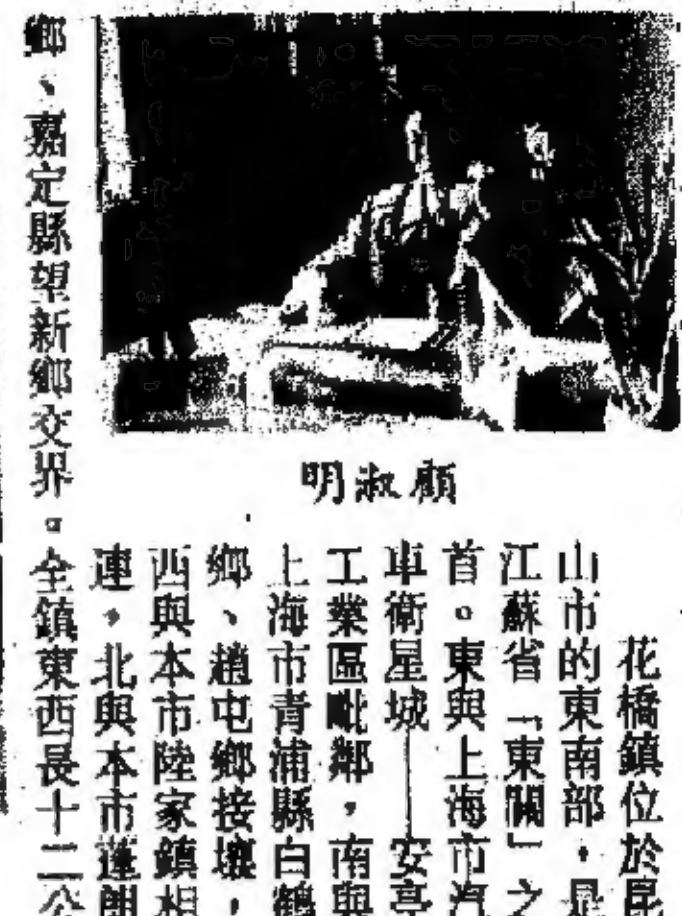 明淑顧
花橋鎮位於昆
山市的東南部，是
江蘇省「東關」之
首。東與上海市汽
車衛星城——安亭
工業區毗鄰，南與
上海市青浦縣白鶴
鄉、趙屯鄉接壤，
西與本市陸家鎮相
連，北與本市蓬朗
鄉、嘉定縣望新鄉交界。全鎮東西長十二公